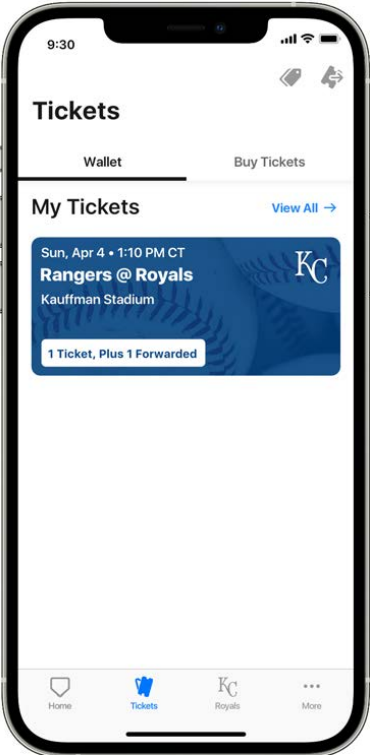 9:30
Tickets
Wallet
Buy Tickets
My Tickets
View All →
Sun, Apr 4 • 1:10 PM CT
KC
Rangers @ Royals
Kauffman Stadium
1 Ticket, Plus 1 Forwarded
KC
Home
Tickets
Royals
More